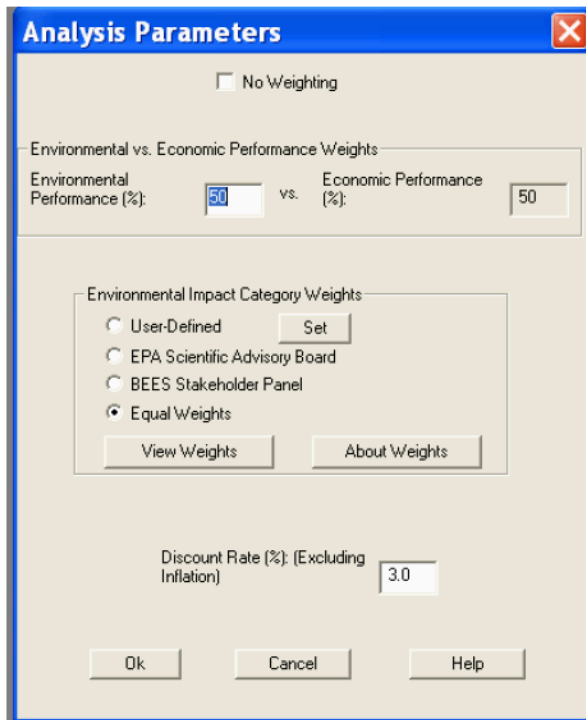 Analysis Parameters
No Weighting
Environmental vs. Economic Performance Weights
Environmental Performance (%): 50 vs. Economic Performance (%): 50
Environmental Impact Category Weights
User-Defined Set
EPA Scientific Advisory Board
BEES Stakeholder Panel
Equal Weights
View Weights About Weights
Discount Rate (%): (Excluding
Inflation) 3.0
Ok Cancel Help